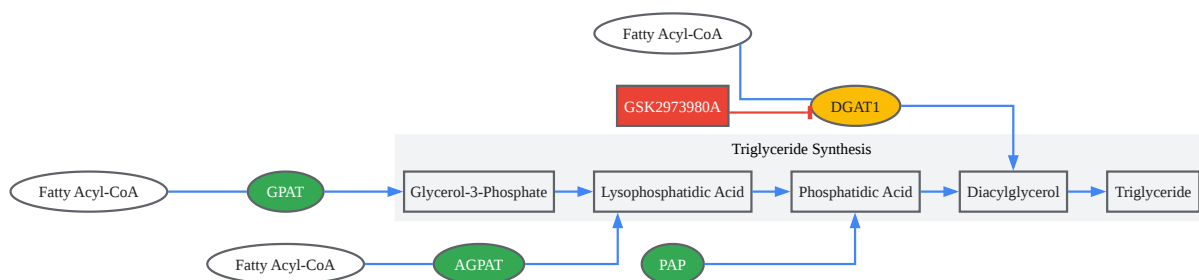 Fatty Acyl-CoA
GSK2973980A
DGAT1
Triglyceride Synthesis
Fatty Acyl-CoA
GPAT
Glycerol-3-Phosphate
Lysophosphatidic Acid
Phosphatidic Acid
Diacylglycerol
Triglyceride
Fatty Acyl-CoA
AGPAT
PAP